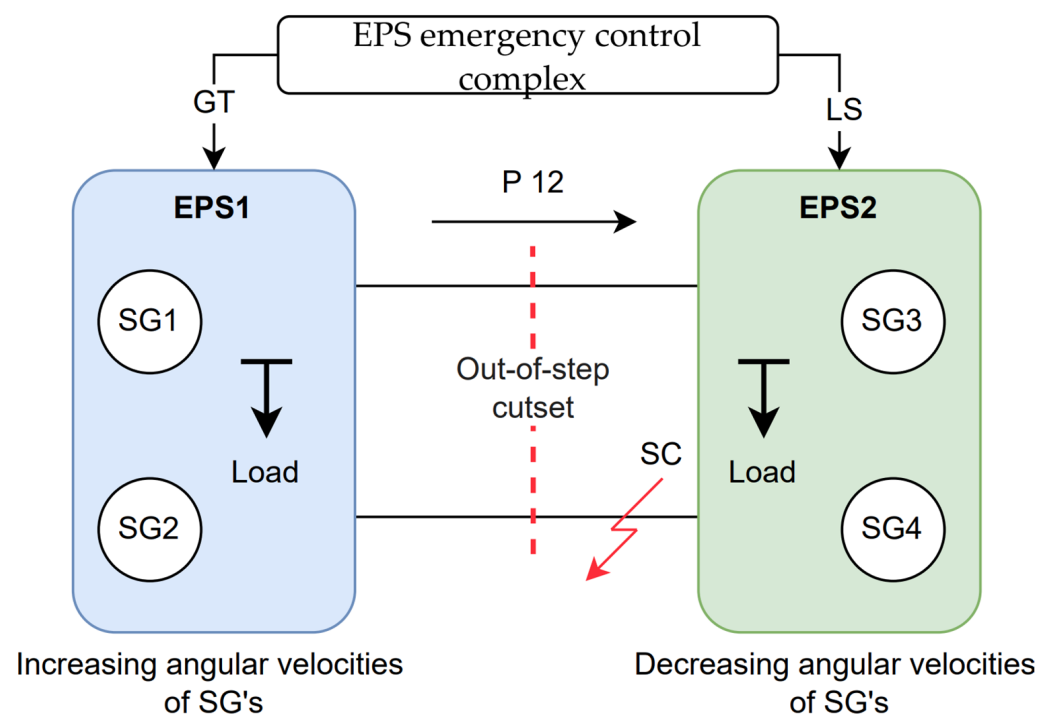 EPS emergency control
complex
GT
LS
EPS1
P 12
EPS2
SG1
SG3
Out-of-step
cutset
SC
Load
Load
SG2
SG4
Increasing angular velocities
of SG's
Decreasing angular velocities
of SG's